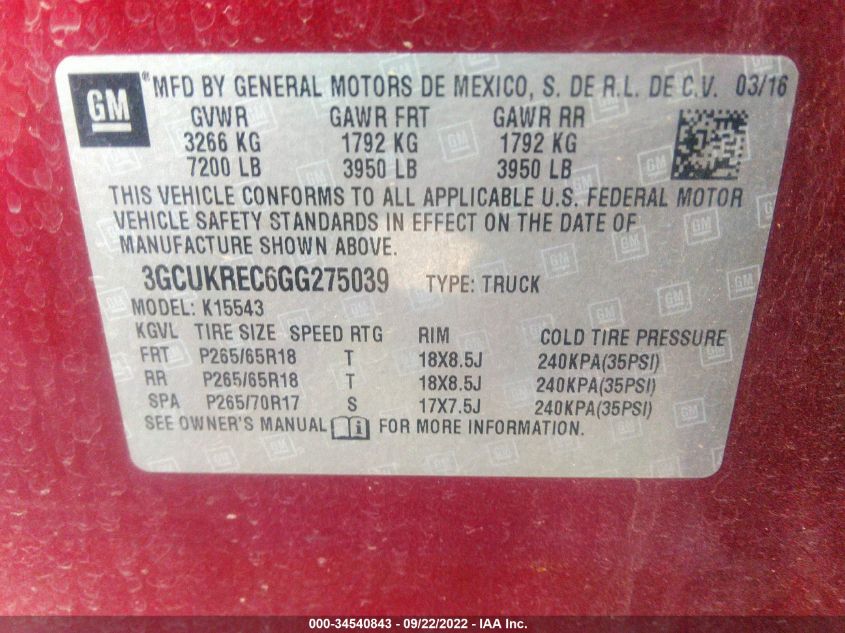 GM ® MFD BY GENERAL MOTORS DE MEXICO, S. DE R.L. DE C.V. 03/16
GVWR GAWR FRT GAWR RR
3266 KG 1792 KG 1792 KG
7200 LB 3950 LB 3950 LB
THIS VEHICLE CONFORMS TO ALL APPLICABLE U.S. FEDERAL MOTOR
VEHICLE SAFETY STANDARDS IN EFFECT ON THE DATE OF
MANUFACTURE SHOWN ABOVE.
3GCUKREC6GG275039 TYPE: TRUCK
MODEL: K15543
KGVL TIRE SIZE SPEED RTG RIM COLD TIRE PRESSURE
FRT P265/65R18 T 18X8.5J 240KPA(35PSI)
RR P265/65R18 T 18X8.5J 240KPA(35PSI)
SPA P265/70R17 S 17X7.5J 240KPA(35PSI)
SEE OWNER'S MANUAL FOR MORE INFORMATION.
000-34540843 - 09/22/2022 - IAA Inc.